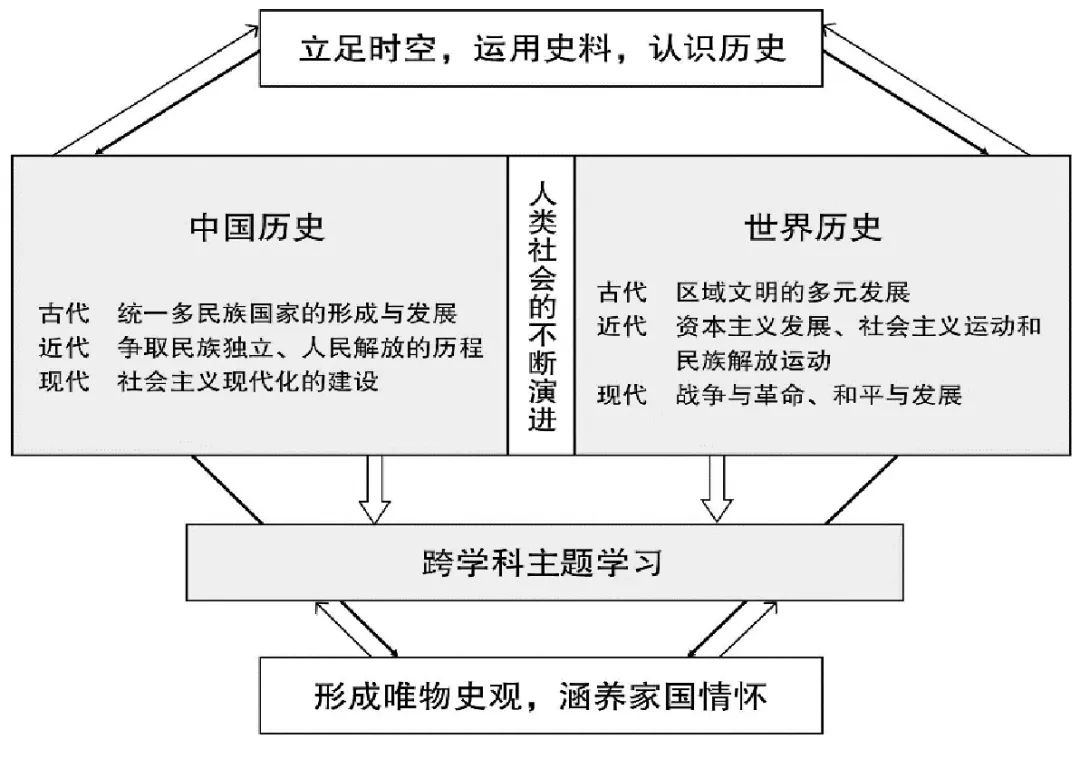 立足时空，运用史料，认识历史
中国历史
古代 统一多民族国家的形成与发展
近代 争取民族独立、人民解放的历程
现代 社会主义现代化的建设
人类社会的不断演进
世界历史
古代 区域文明的多元发展
近代 资本主义发展、社会主义运动和
民族解放运动
现代 战争与革命、和平与发展
跨学科主题学习
形成唯物史观，涵养家国情怀